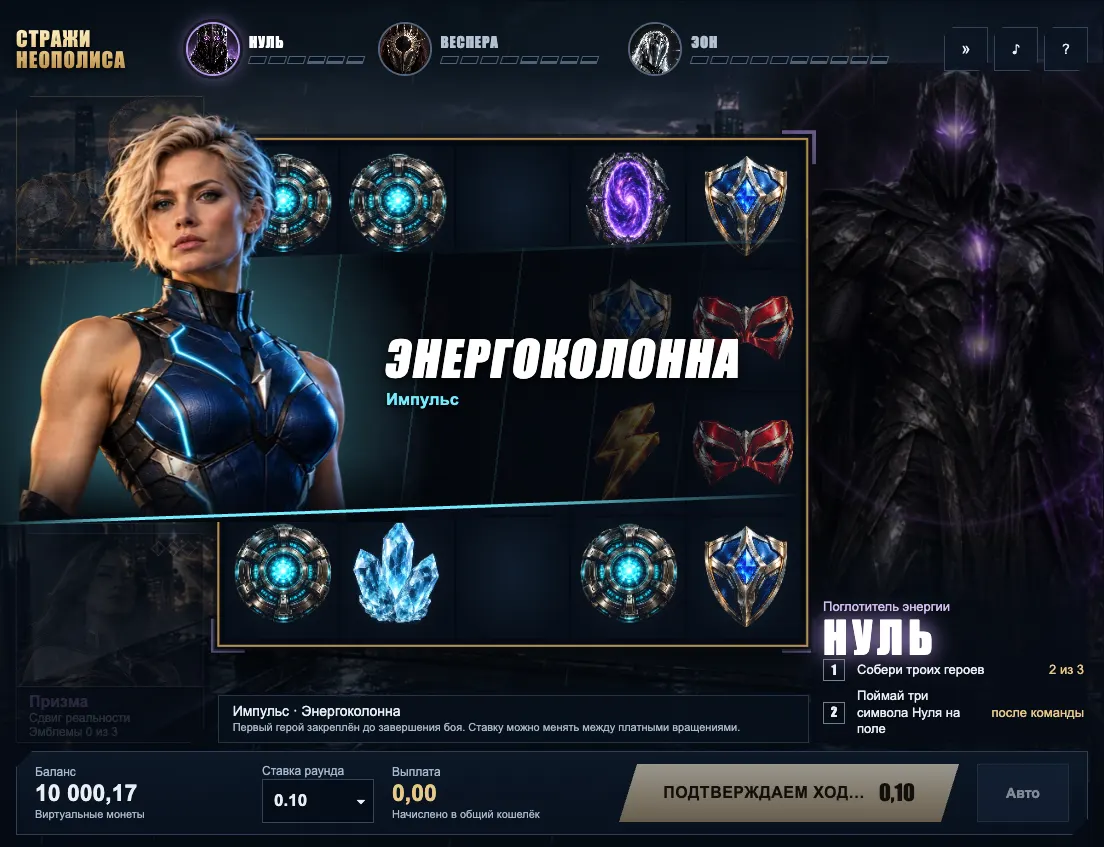 СТРАЖИ
НЕОПОЛИСА
НУЛЬ
ВЕСПЕРА
ЭОН
»
♪
?
ЭНЕРГОКОЛОННА
Импульс
Поглотитель энергии
НУЛЬ
1 Собери троих героев 2 из 3
2 Поймай три
символа Нуля на
поле
после команды
Призма
Сдвиг реальности
Эмблемы 0 из 3
Импульс · Энергоколонна
Первый герой закреплён до завершения боя. Ставку можно менять между платными вращениями.
Баланс
10 000,17
Виртуальные монеты
Ставка раунда
0.10
Выплата
0,00
Начислено в общий кошелёк
ПОДТВЕРЖДАЕМ ХОД... 0,10
Авто